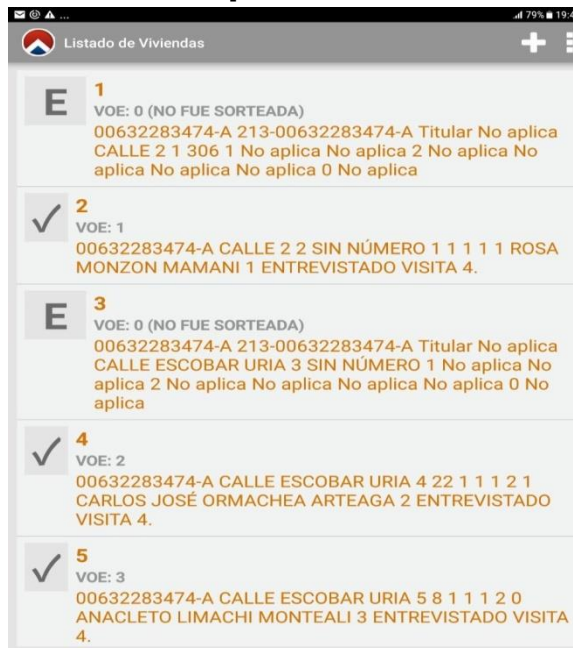 79% 19:4
Listado de Viviendas
E 1
VOE: 0 (NO FUE SORTEADA)
00632283474-A 213-00632283474-A Titular No aplica
CALLE 2 1 306 1 No aplica No aplica 2 No aplica No
aplica No aplica No aplica 0 No aplica
2
VOE: 1
00632283474-A CALLE 2 2 SIN NÚMERO 1 1 1 1 1 ROSA
MONZON MAMANI 1 ENTREVISTADO VISITA 4.
E 3
VOE: 0 (NO FUE SORTEADA)
00632283474-A 213-00632283474-A Titular No aplica
CALLE ESCOBAR URIA 3 SIN NÚMERO 1 No aplica No
aplica 2 No aplica No aplica No aplica No aplica 0 No
aplica
4
VOE: 2
00632283474-A CALLE ESCOBAR URIA 4 22 1 1 1 2 1
CARLOS JOSÉ ORMACHEA ARTEAGA 2 ENTREVISTADO
VISITA 4.
5
VOE: 3
00632283474-A CALLE ESCOBAR URIA 5 8 1 1 1 2 0
ANACLETO LIMACHI MONTEALI 3 ENTREVISTADO VISITA
4.